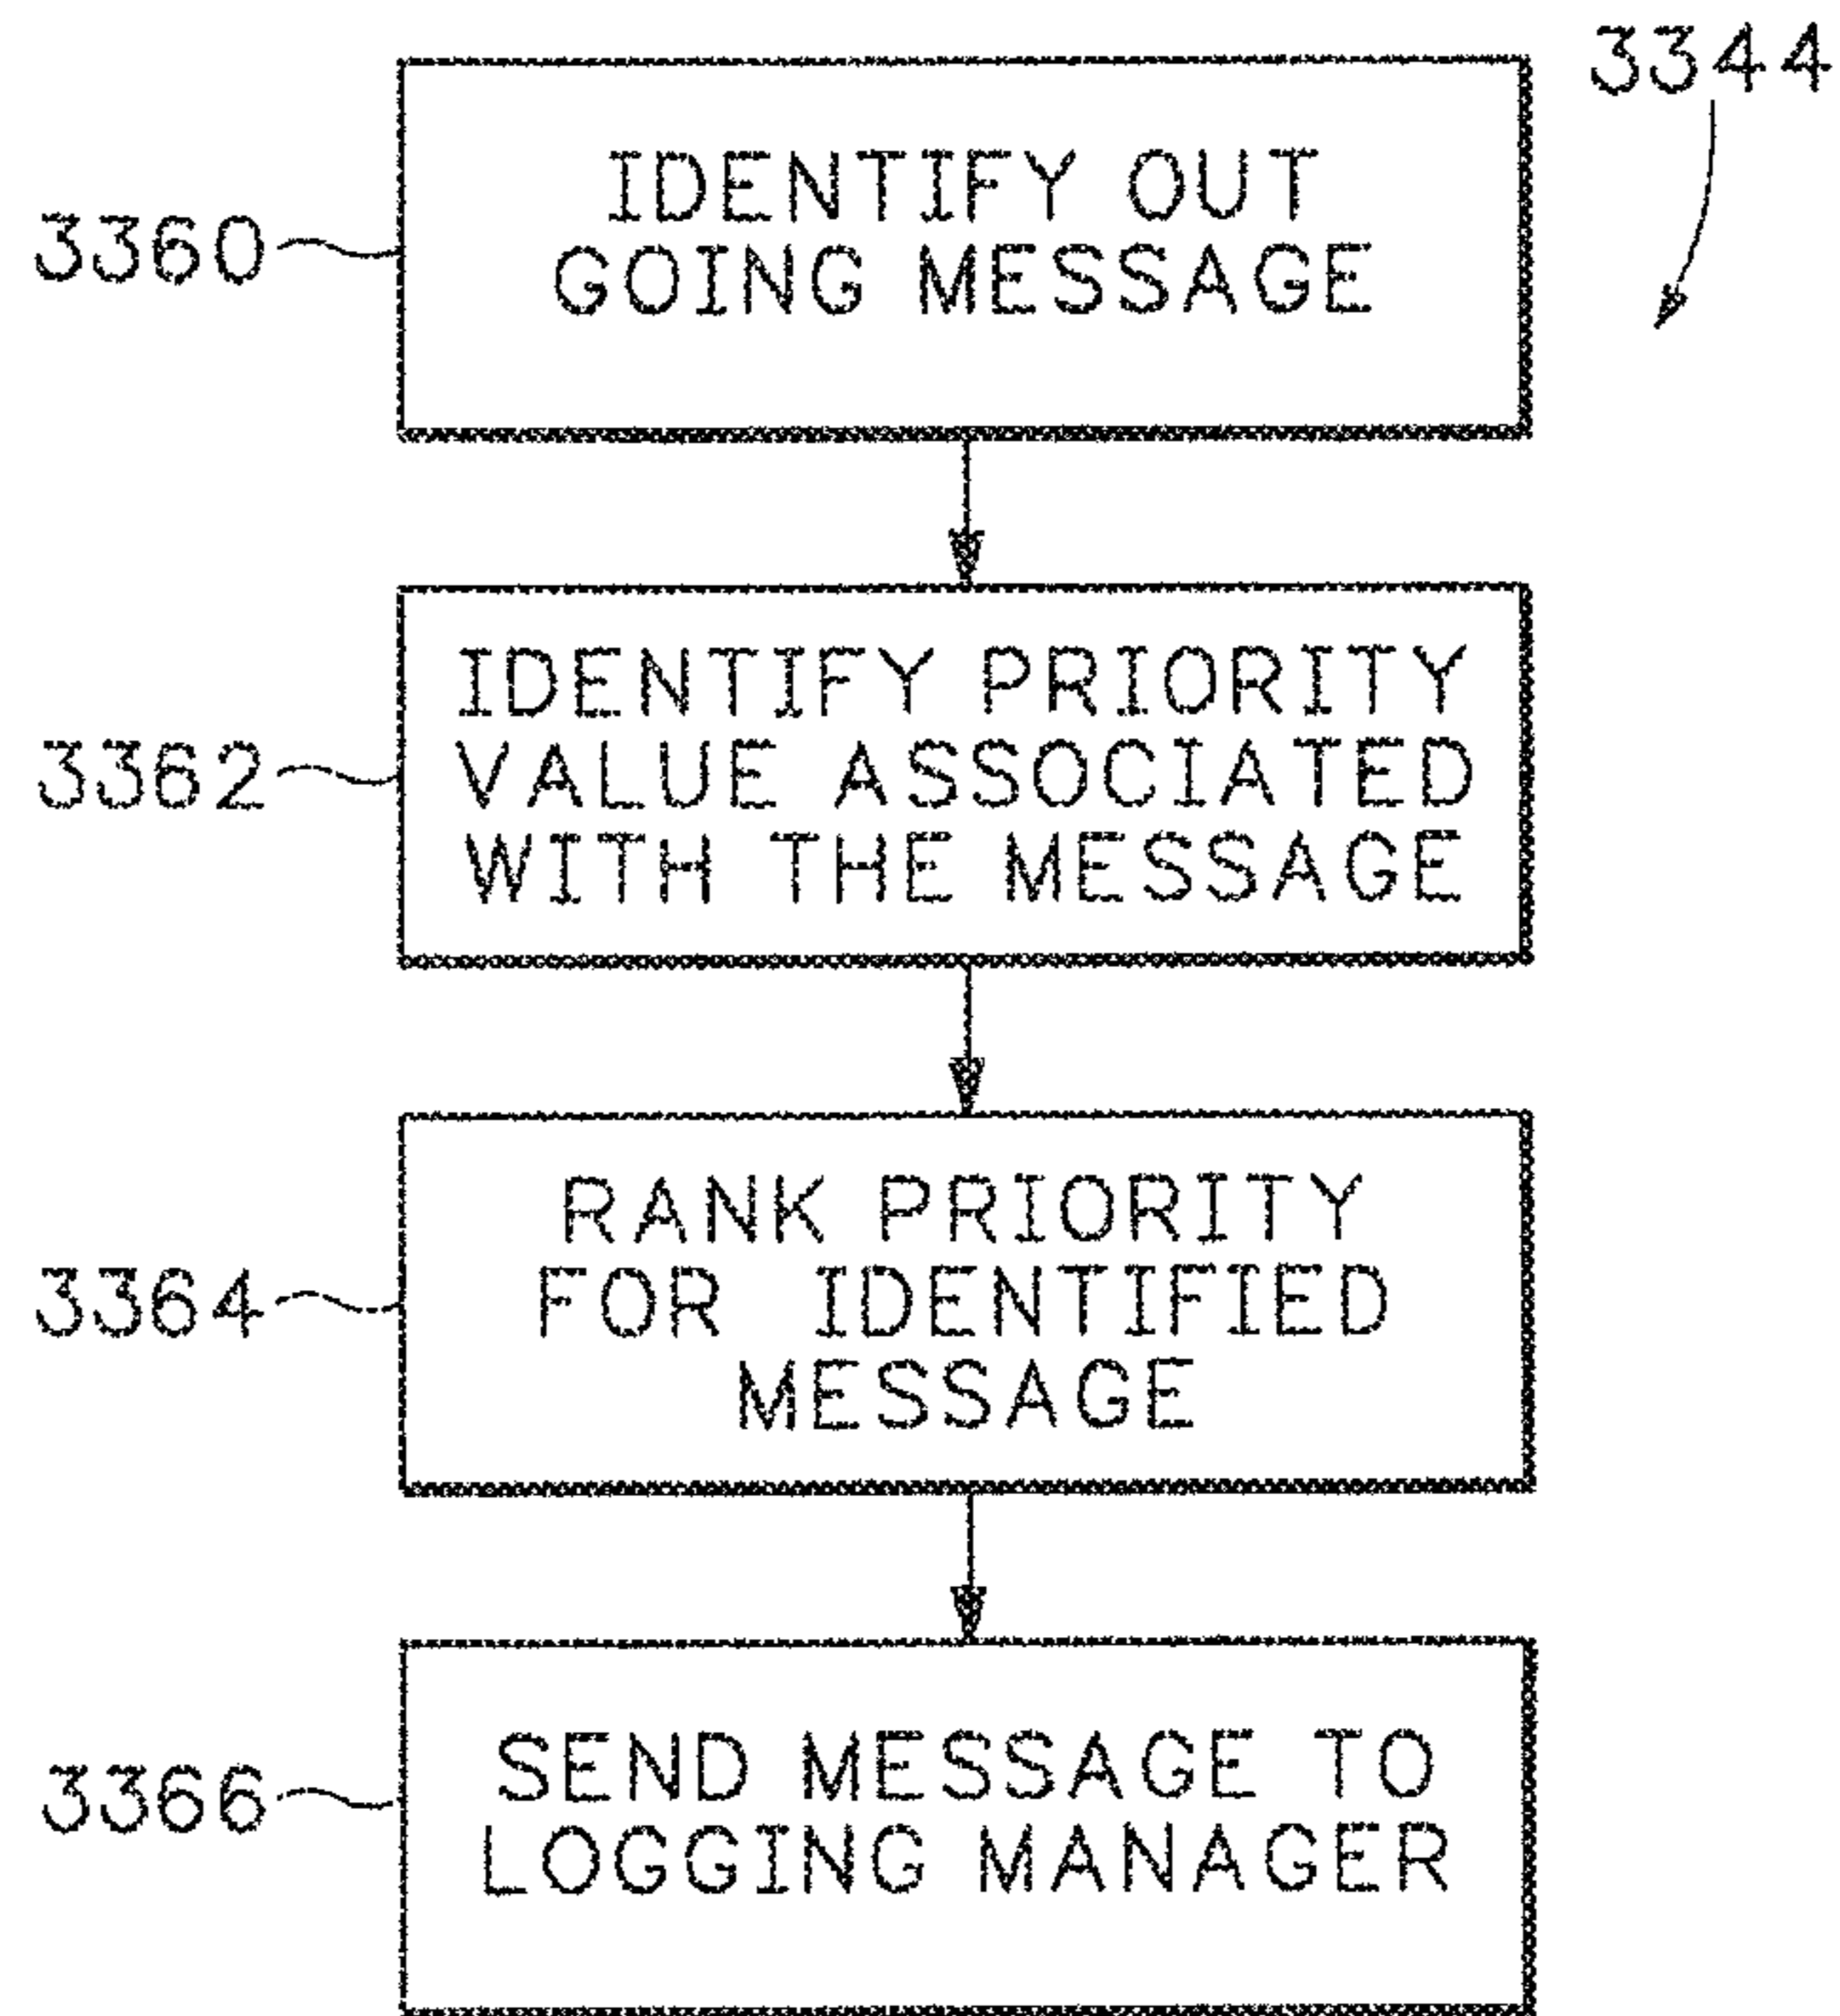 3344
IDENTIFY OUT
GOING MESSAGE
3360
IDENTIFY PRIORITY
VALUE ASSOCIATED
WITH THE MESSAGE
3362
RANK PRIORITY
FOR IDENTIFIED
MESSAGE
3364
SEND MESSAGE TO
LOGGING MANAGER
3366